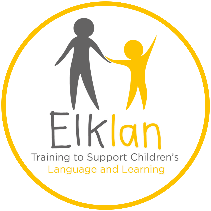 Elklan
Training to Support Children's
Language and Learning